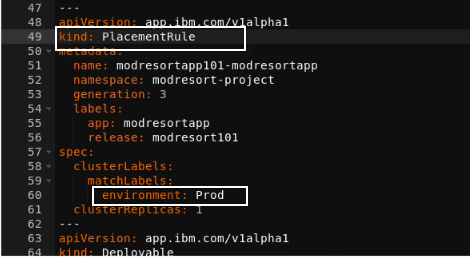 47 ---
48 apiVersion: app.ibm.com/v1alpha1
49 kind: PlacementRule
50 metadata:
51 name: modresortapp101-modresortapp
52 namespace: modresort-project
53 generation: 3
54 labels:
55 app: modresortapp
56 release: modresort101
57 spec:
58 clusterLabels:
59 matchLabels:
60 environment: Prod
61 clusterReplicas: 1
62 ---
63 apiVersion: app.ibm.com/v1alpha1
64 kind: Deployable